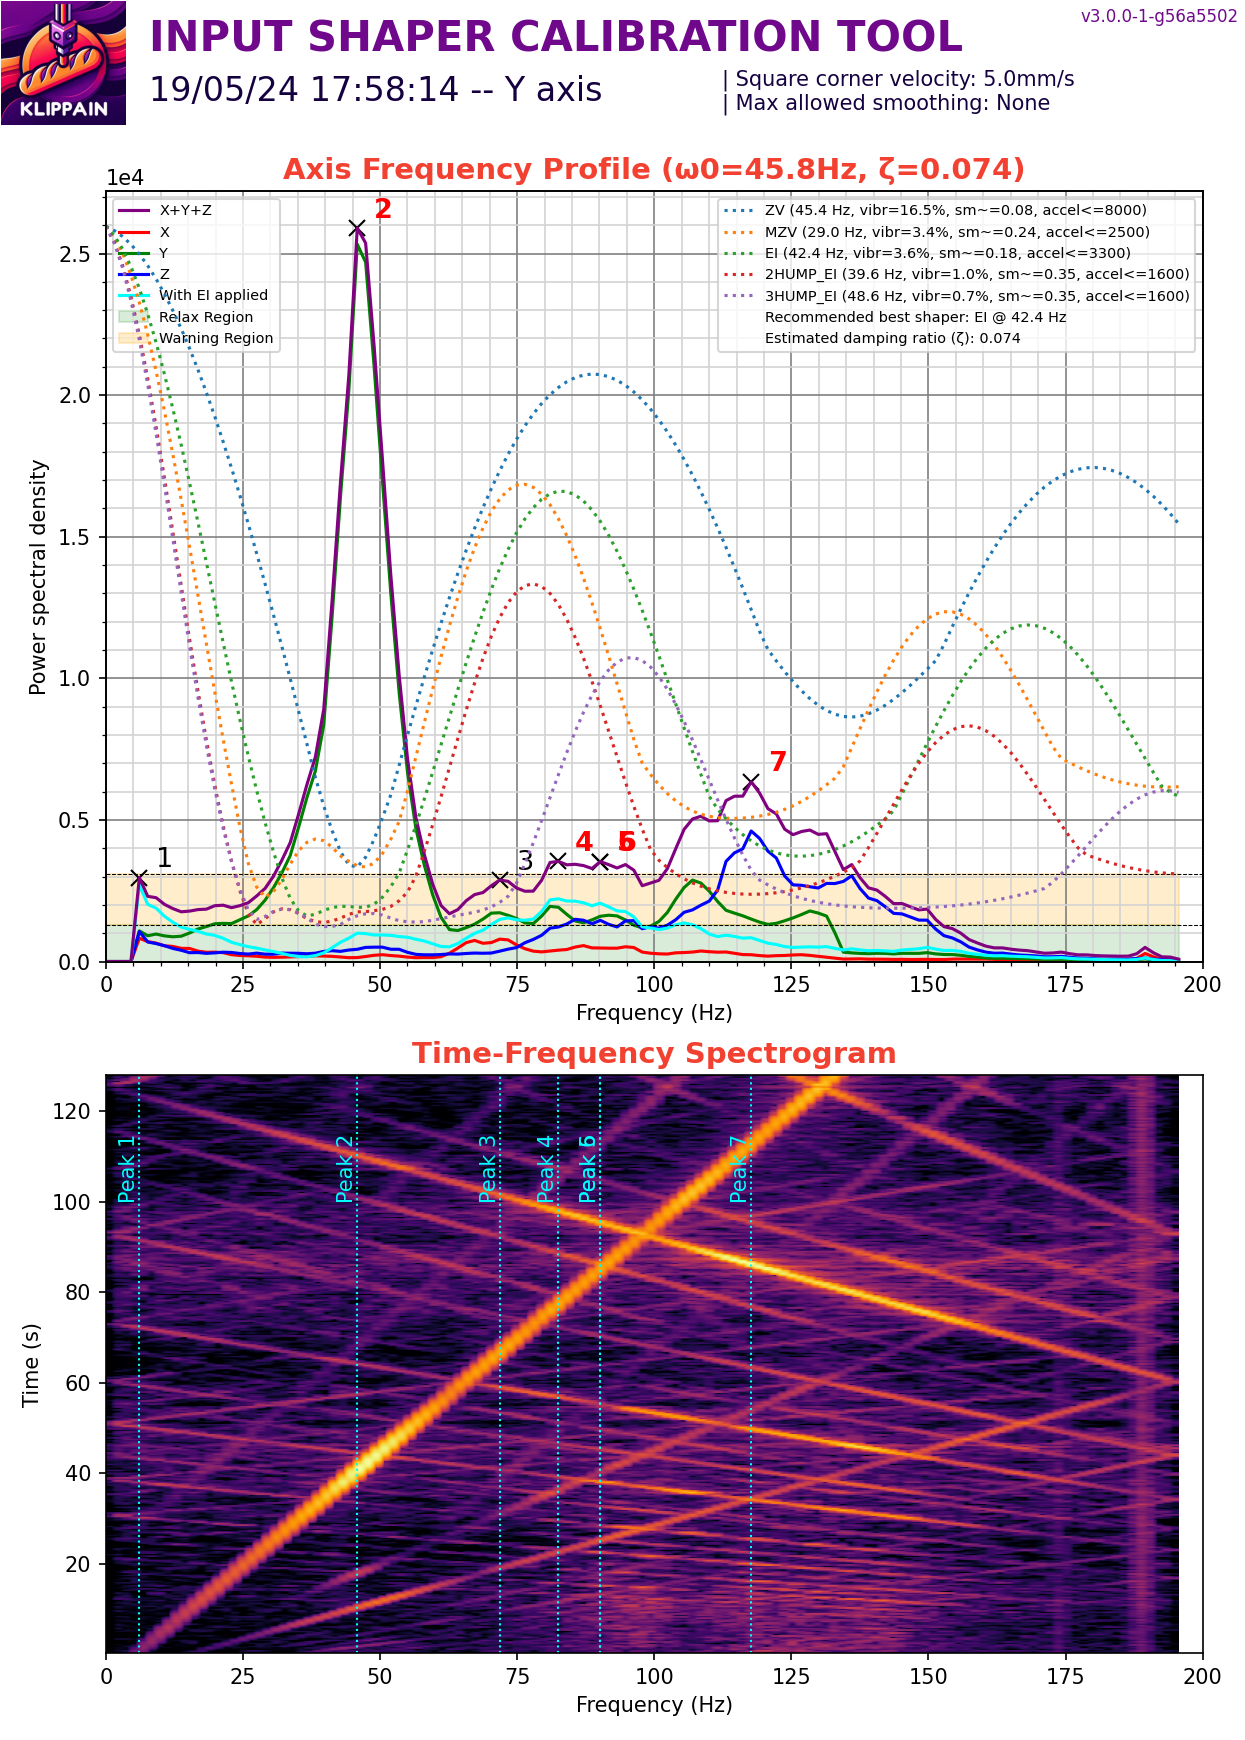 v3.0.0-1-g56a5502
INPUT SHAPER CALIBRATION TOOL
19/05/24 17:58:14 -- Y axis
| Square corner velocity: 5.0mm/s
| Max allowed smoothing: None
KLIPPAIN
Axis Frequency Profile (ω0=45.8Hz, ζ=0.074)
1e4
X+Y+Z
X
Y
Z
With EI applied
Relax Region
Warning Region
ZV (45.4 Hz, vibr=16.5%, sm~=0.08, accel<=8000)
MZV (29.0 Hz, vibr=3.4%, sm~=0.24, accel<=2500)
EI (42.4 Hz, vibr=3.6%, sm~=0.18, accel<=3300)
2HUMP_EI (39.6 Hz, vibr=1.0%, sm~=0.35, accel<=1600)
3HUMP_EI (48.6 Hz, vibr=0.7%, sm~=0.35, accel<=1600)
Recommended best shaper: EI @ 42.4 Hz
Estimated damping ratio (ζ): 0.074
2
7
4
1
3
Power spectral density
2.5
2.0
1.5
1.0
0.5
0.0
0 25 50 75 100 125 150 175 200
Frequency (Hz)
Time-Frequency Spectrogram
Peak 1
Peak 2
Peak 3
Peak 4
Peak
Peak 7
Time (s)
120
100
80
60
40
20
0 25 50 75 100 125 150 175 200
Frequency (Hz)